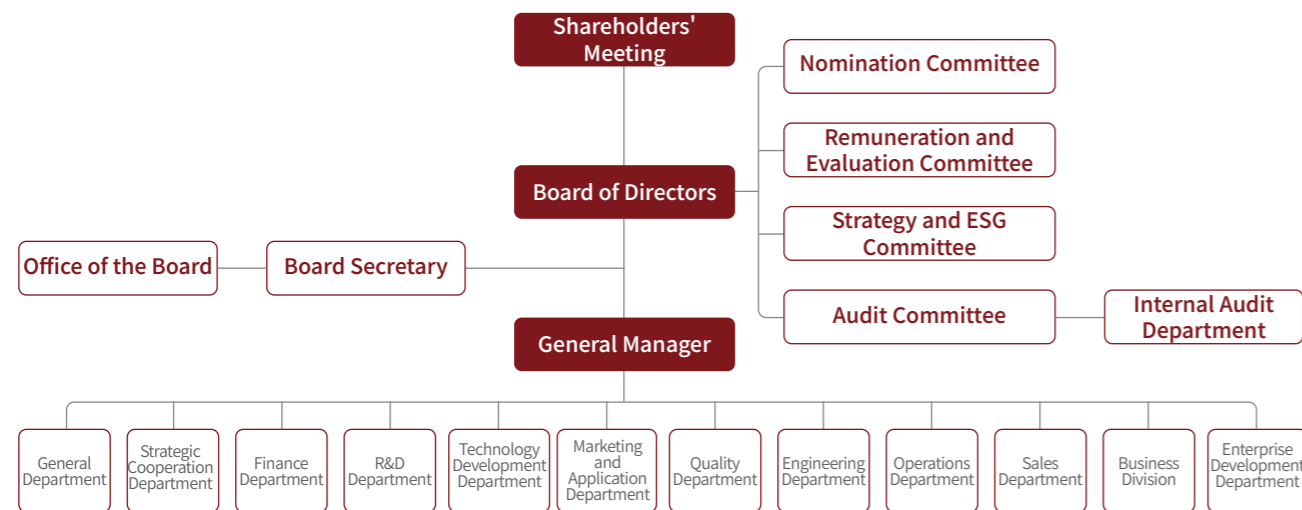 Shareholders'
Meeting
Nomination Committee
Remuneration and
Evaluation Committee
Board of Directors
Strategy and ESG
Committee
Office of the Board
Board Secretary
Audit Committee
Internal Audit
Department
General Manager
General
Department
Strategic
Cooperation
Department
Finance
Department
R&D
Department
Technology
Development
Department
Marketing
and
Application
Department
Quality
Department
Engineering
Department
Operations
Department
Sales
Department
Business
Division
Enterprise
Development
Department